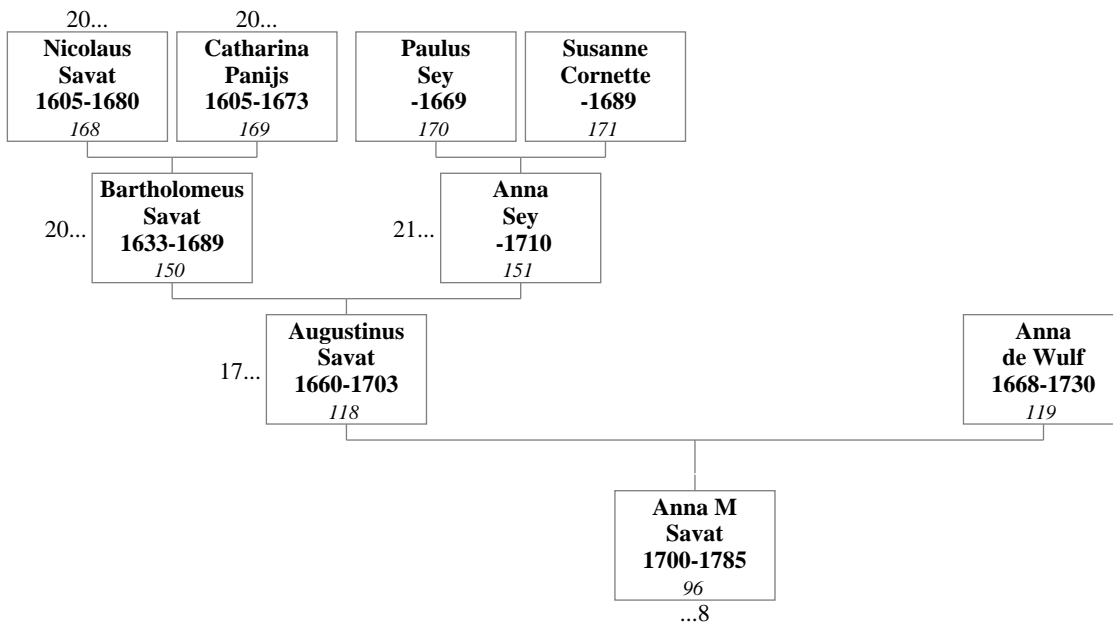 20...
20...
Nicolaus
Savat
1605-1680
168
Catharina
Panijs
1605-1673
169
Paulus
Sey
-1669
170
Susanne
Cornette
-1689
171
20...
Bartholomeus
Savat
1633-1689
150
21...
Anna
Sey
-1710
151
17...
Augustinus
Savat
1660-1703
118
Anna
de Wulf
1668-1730
119
Anna M
Savat
1700-1785
96
...8